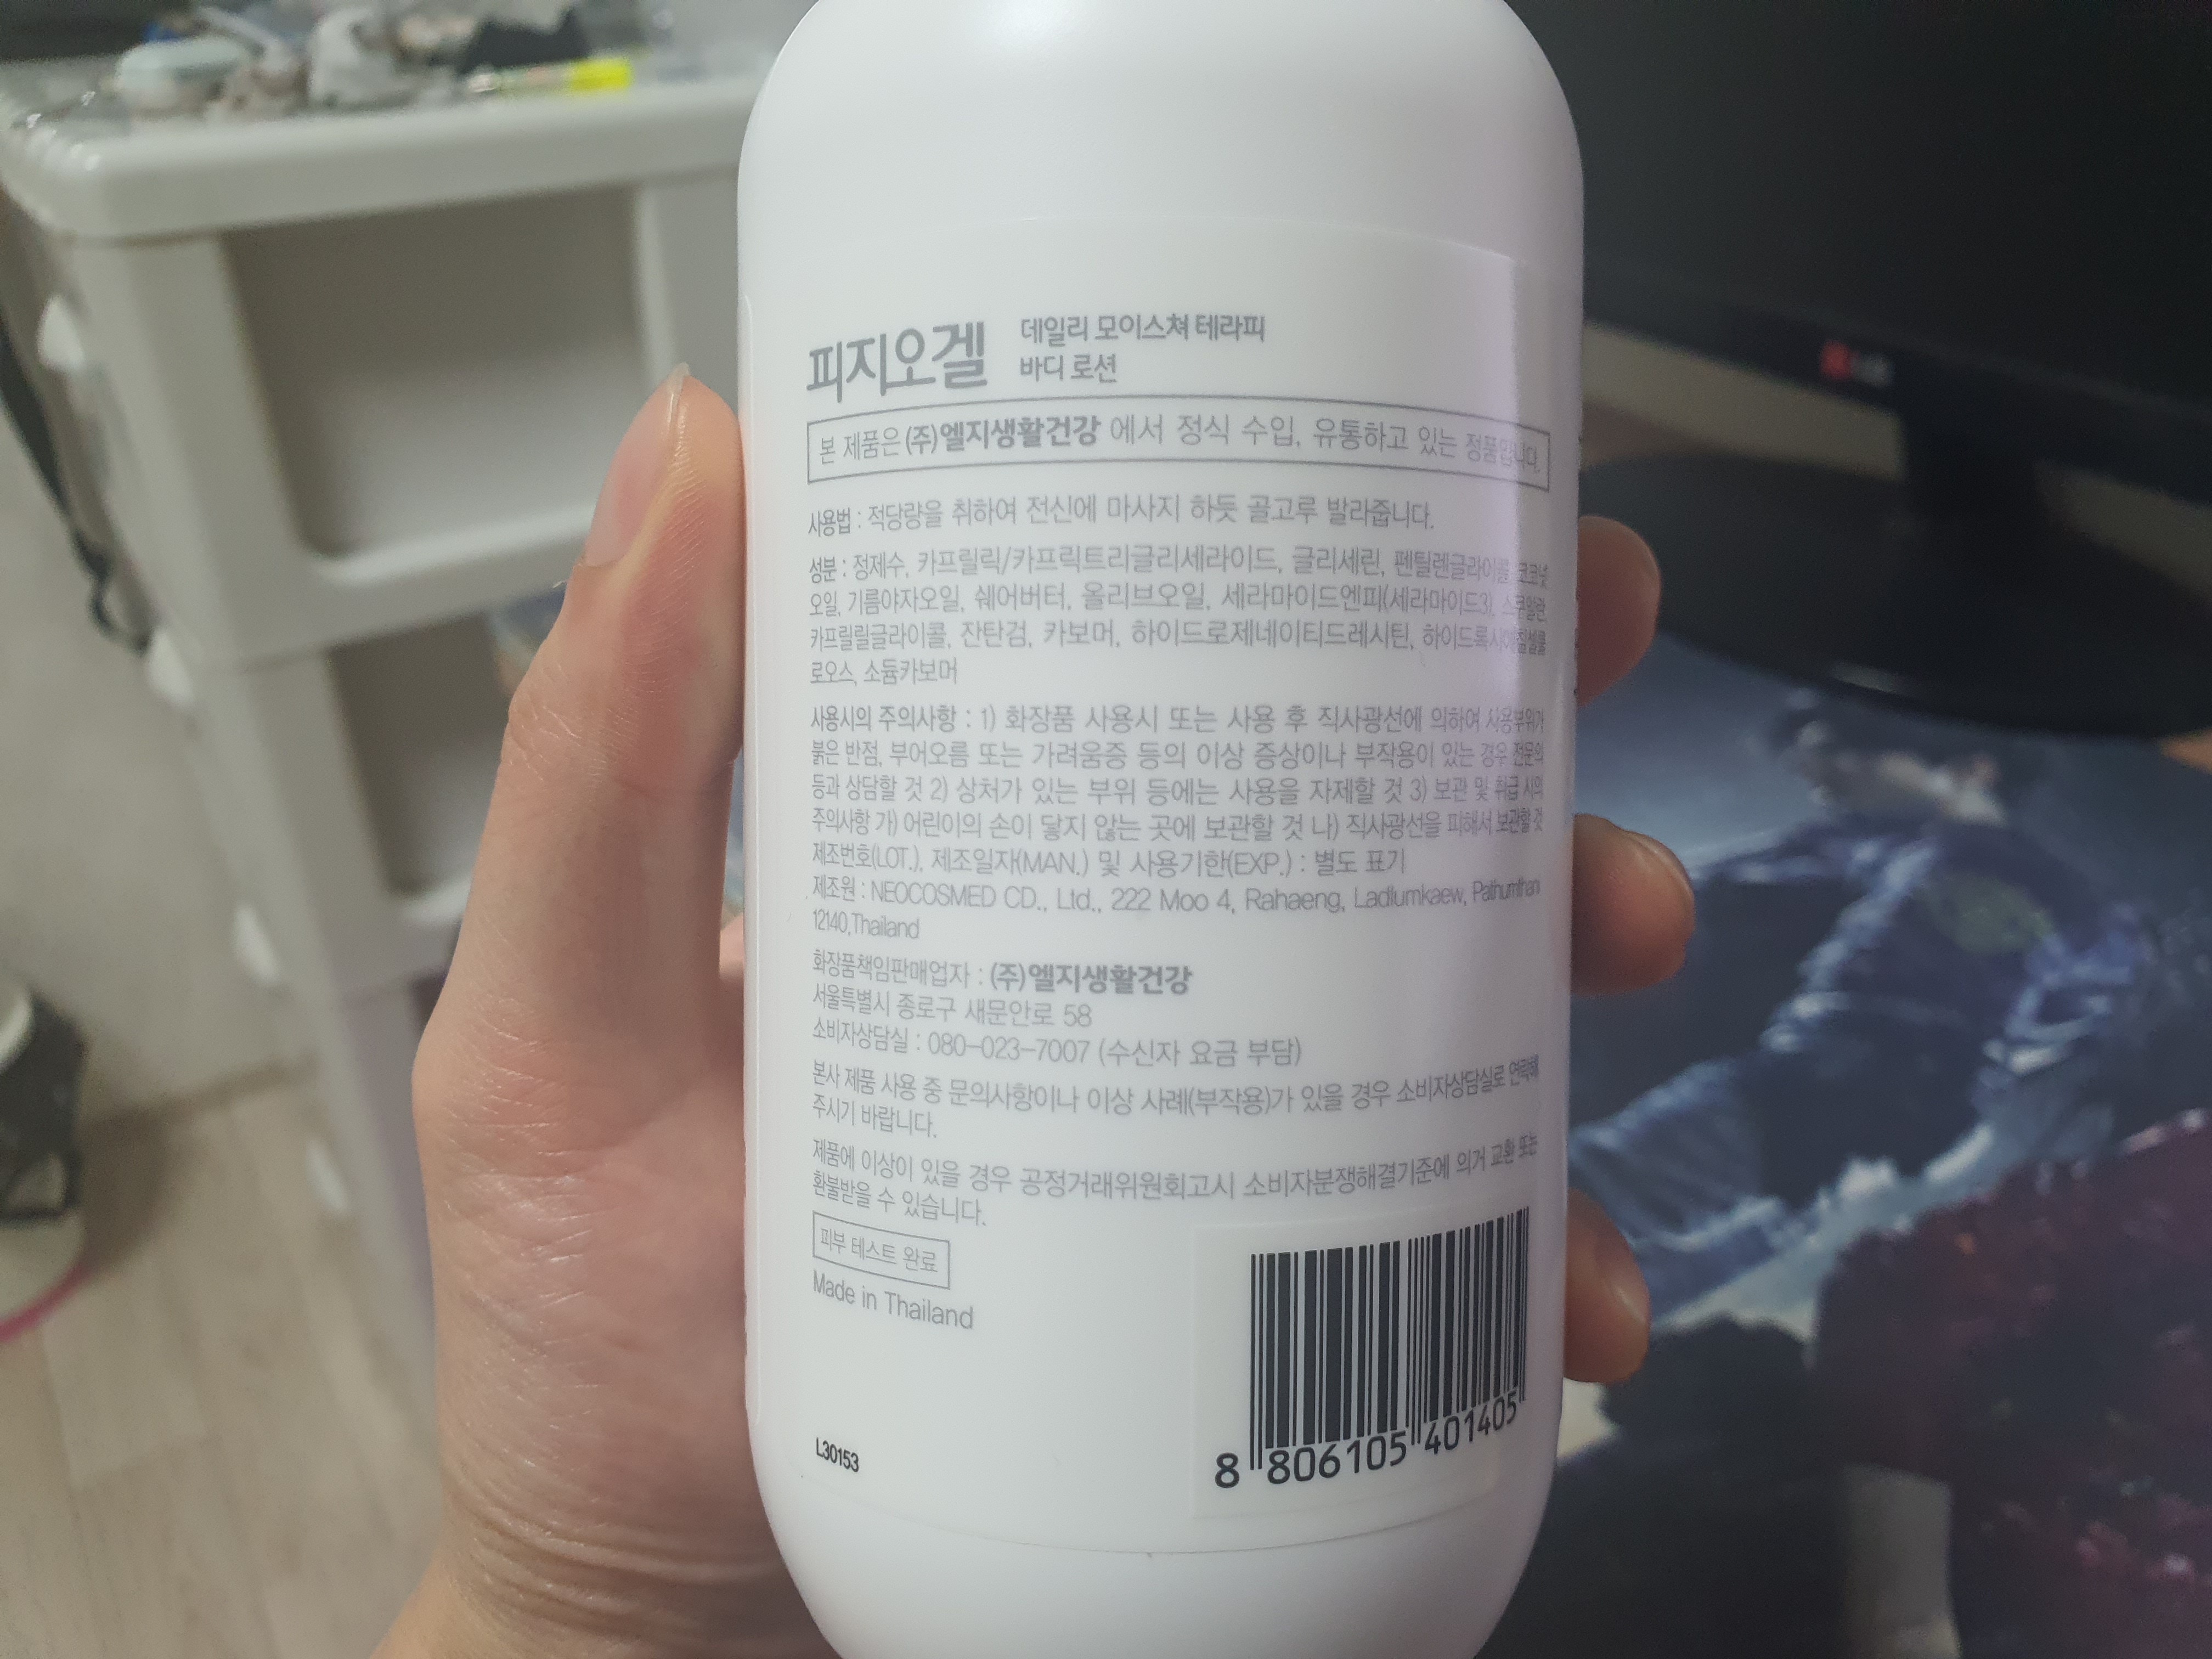 피지오겔
데일리 모이스쳐 테라피
바디 로션
본 제품은 (주)엘지생활건강 에서 정식 수입, 유통하고 있는 정품입니다.
사용법 : 적당량을 취하여 전신에 마사지 하듯 골고루 발라줍니다.
성분 : 정제수, 카프릴릭/카프릭트리글리세라이드, 글리세린, 펜틸렌글라이콜, 코코넛
오일, 기름야자오일, 쉐어버터, 올리브오일, 세라마이드엔피(세라마이드3), 스쿠알란,
카프릴릴글라이콜, 잔탄검, 카보머, 하이드로제네이티드레시틴, 하이드록시에칠셀룰
로오스, 소듐카보머
사용시의 주의사항 : 1) 화장품 사용시 또는 사용 후 직사광선에 의하여 사용부위가
붉은 반점, 부어오름 또는 가려움증 등의 이상 증상이나 부작용이 있는 경우 전문의
등과 상담할 것 2) 상처가 있는 부위 등에는 사용을 자제할 것 3) 보관 및 취급 시의
주의사항 가) 어린이의 손이 닿지 않는 곳에 보관할 것 나) 직사광선을 피해서 보관할 것
제조번호(LOT.), 제조일자(MAN.) 및 사용기한(EXP.) : 별도 표기
제조원 : NEOCOSMED CD., Ltd., 222 Moo 4, Rahaeng, Ladlumkaew, Pathumthan
12140,Thailand
화장품책임판매업자 : (주)엘지생활건강
서울특별시 종로구 새문안로 58
소비자상담실 : 080-023-7007 (수신자 요금 부담)
본사 제품 사용 중 문의사항이나 이상 사례(부작용)가 있을 경우 소비자상담실로 연락해
주시기 바랍니다.
제품에 이상이 있을 경우 공정거래위원회고시 소비자분쟁해결기준에 의거 교환 또는
환불받을 수 있습니다.
피부 테스트 완료
Made in Thailand
L30153
8 806105 401405